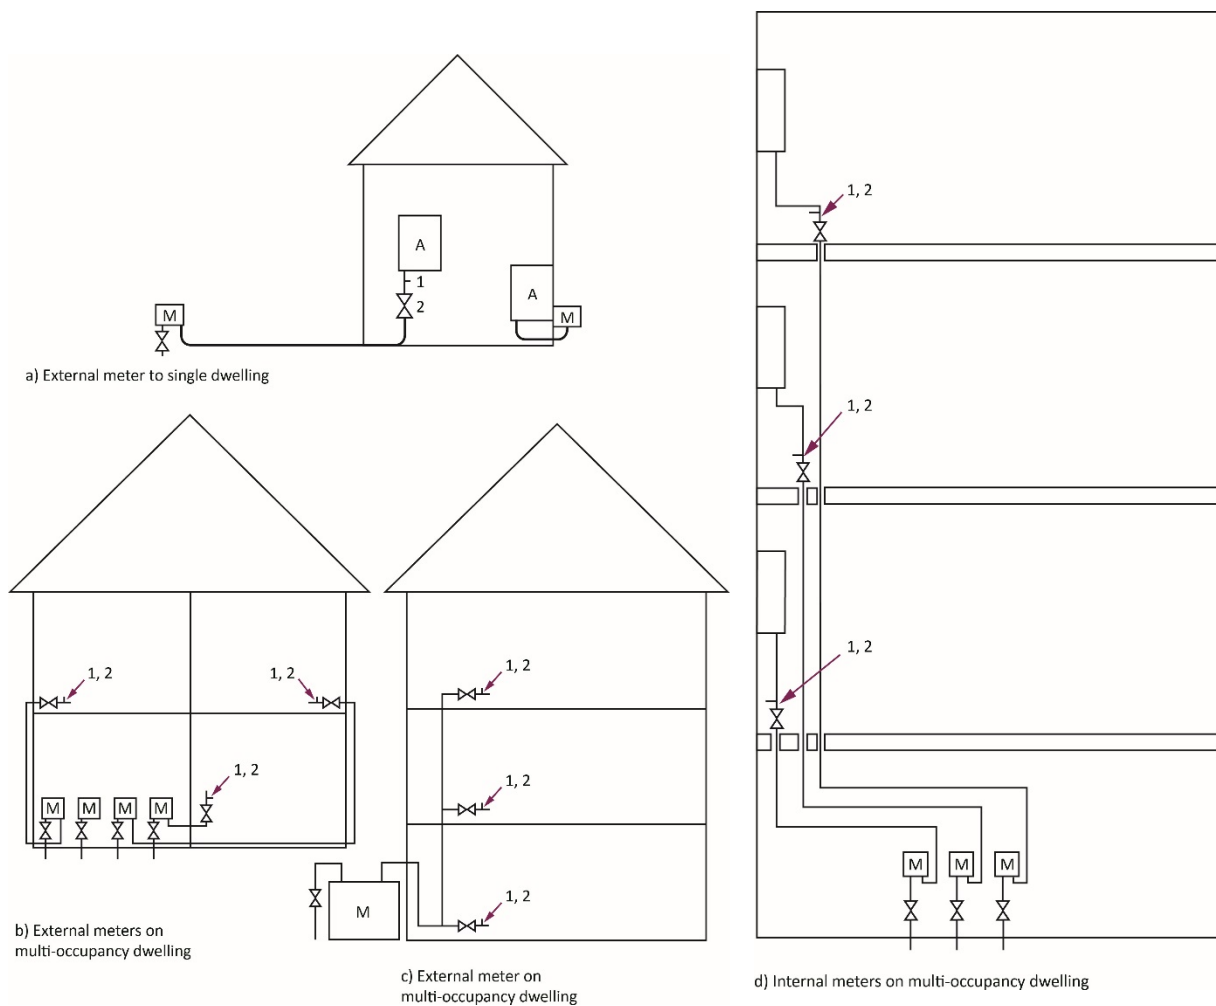 A
1
2
A
M
M
a) External meter to single dwelling
1, 2
1, 2
1, 2
M
M
M
M
b) External meters on
multi-occupancy dwelling
1, 2
1, 2
1, 2
M
c) External meter on
multi-occupancy dwelling
1, 2
1, 2
1, 2
M
M
M
d) Internal meters on multi-occupancy dwelling